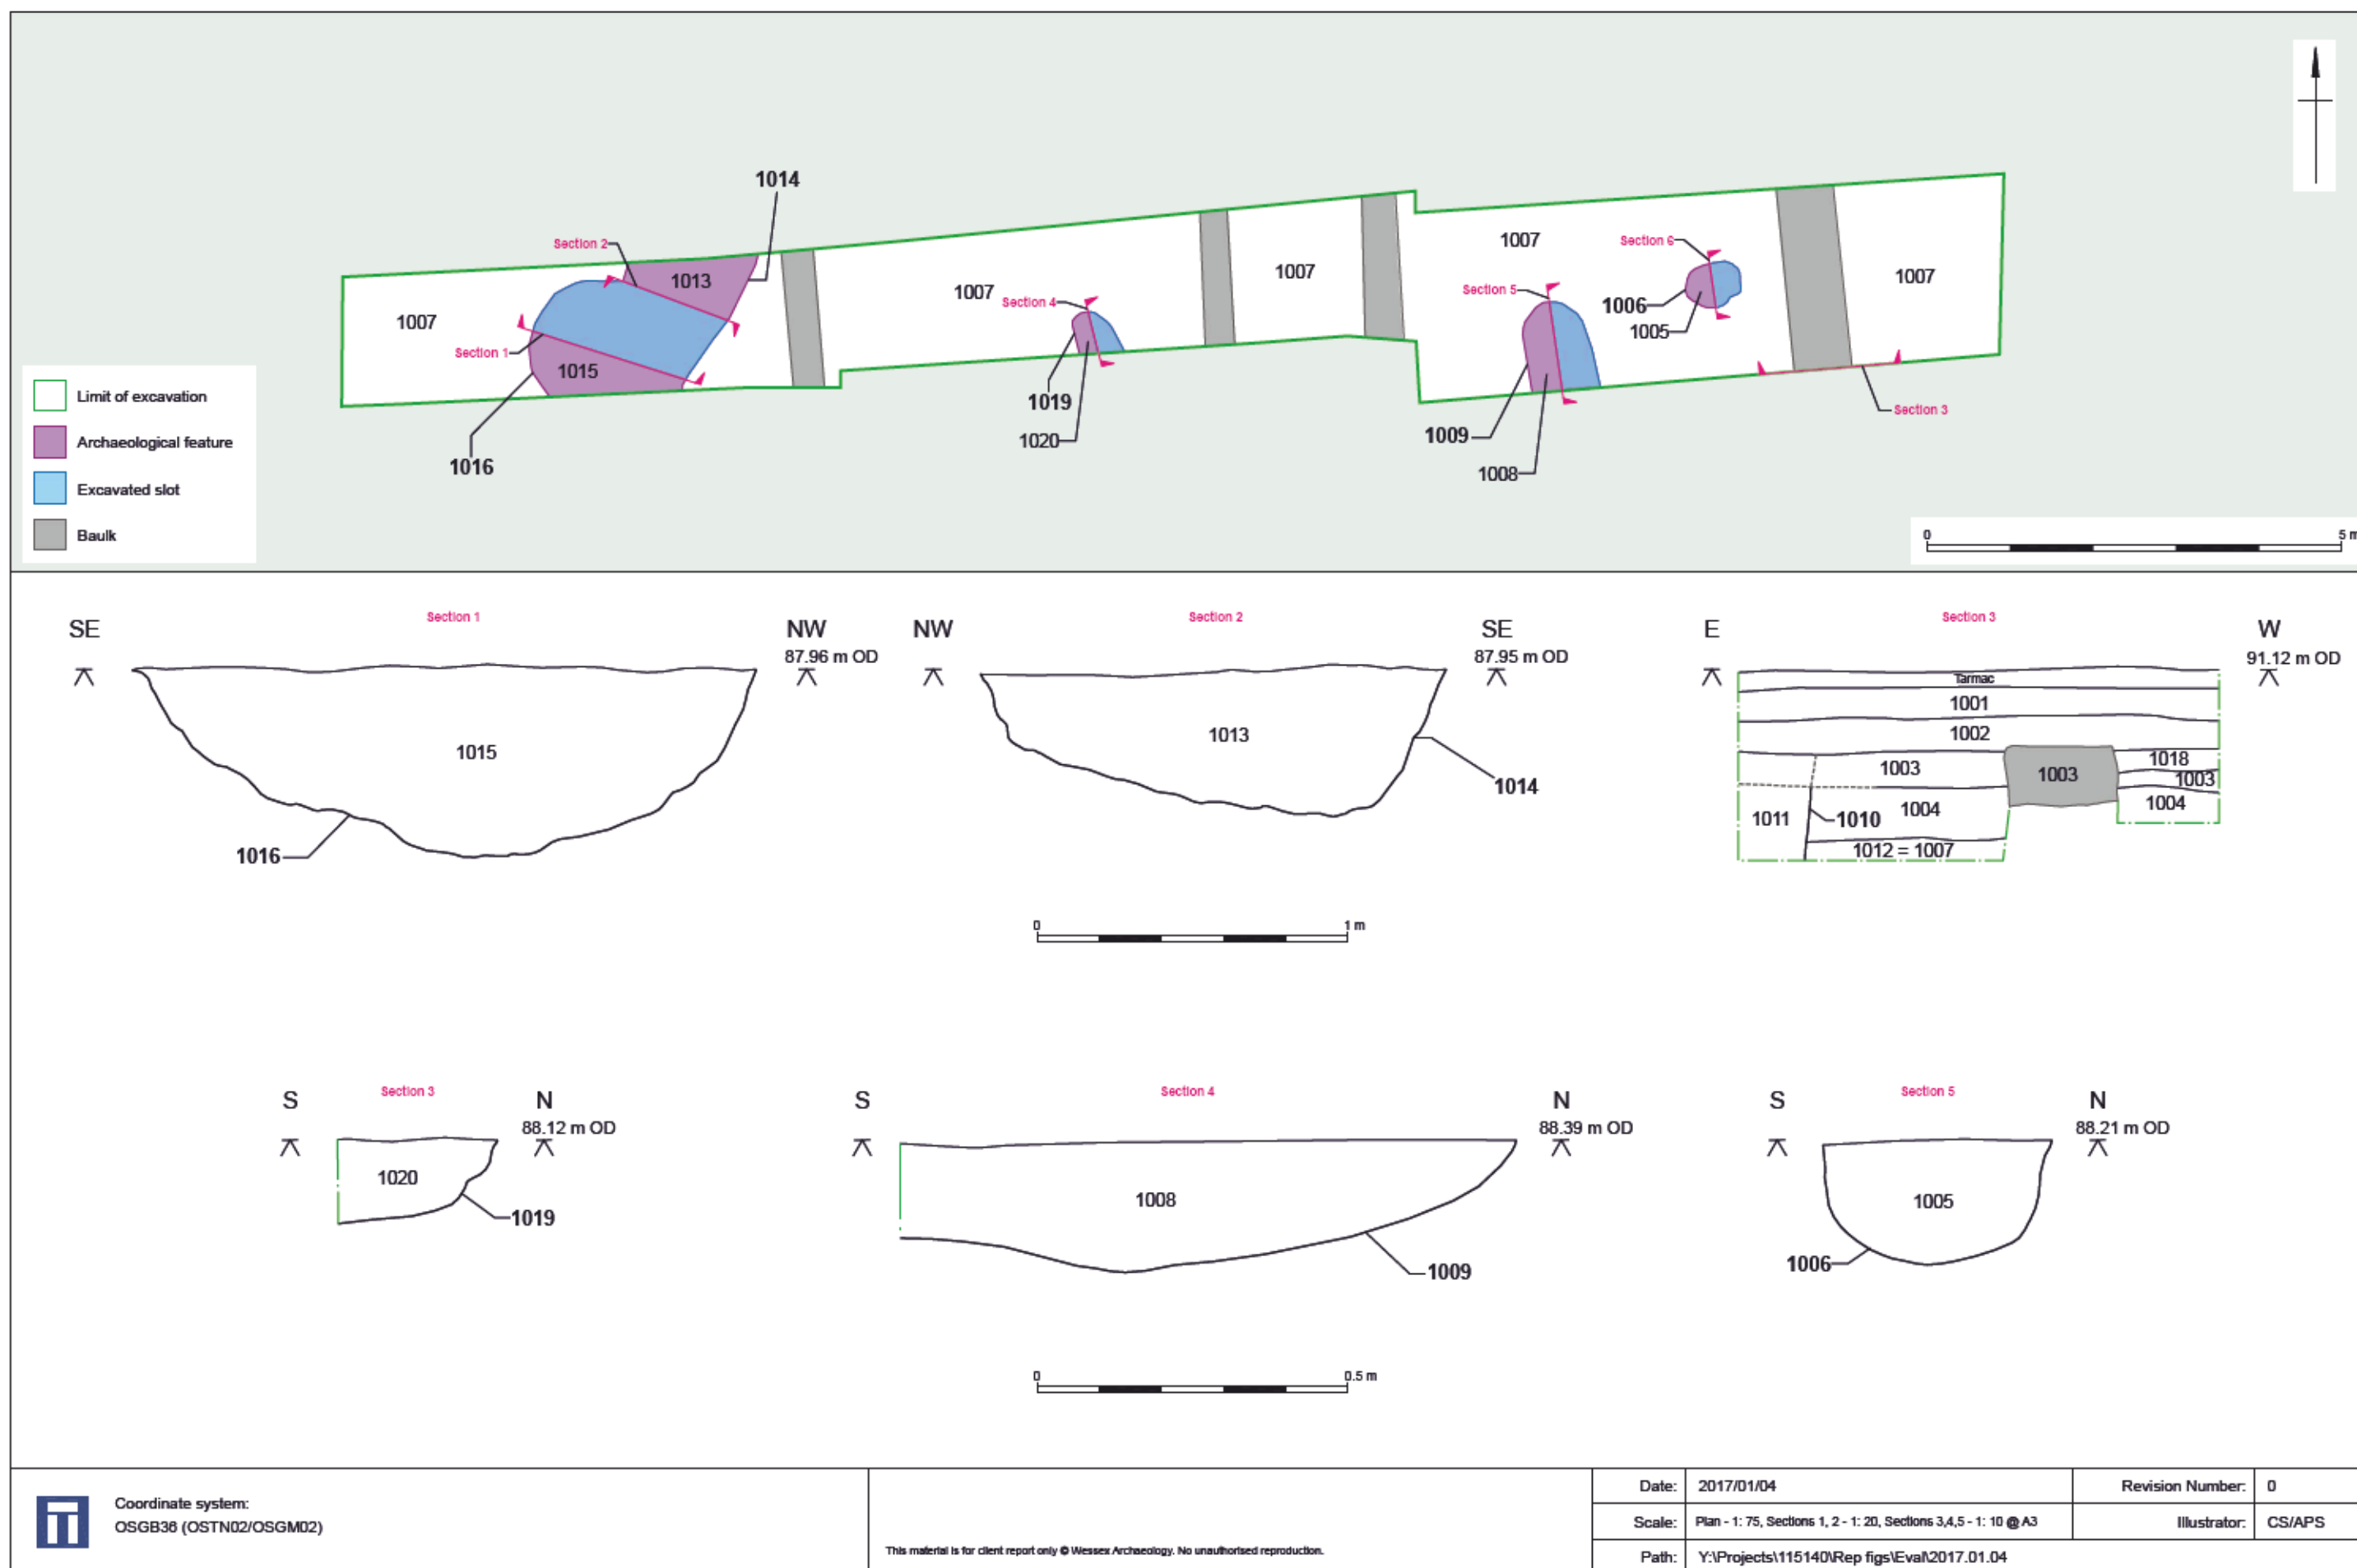 1014
Section 2
1013
1007
Section 1
1015
1016
1007
Section 4
1019
1020
1007
1007
Section 5
Section 6
1006
1005
1009
1008
1007
Section 3
Limit of excavation
Archaeological feature
Excavated slot
Baulk
0 5 m
Section 1
SE NW
87.96 m OD
1015
1016
Section 2
NW SE
87.95 m OD
1013
1014
Section 3
E W
91.12 m OD
Tarmac
1001
1002
1003 1003 1018
1003
1011 1010 1004 1004
1012 = 1007
0 1 m
Section 3
S N
88.12 m OD
1020
1019
Section 4
S N
88.39 m OD
1008
1009
Section 5
S N
88.21 m OD
1005
1006
0 0.5 m
Coordinate system:
OSGB36 (OSTN02/OSGM02)
This material is for client report only © Wessex Archaeology. No unauthorised reproduction.
Date: 2017/01/04 Revision Number: 0
Scale: Plan - 1: 75, Sections 1, 2 - 1: 20, Sections 3,4,5 - 1: 10 @ A3 Illustrator: CS/APS
Path: Y:\Projects\115140\Rep figs\Eval\2017.01.04